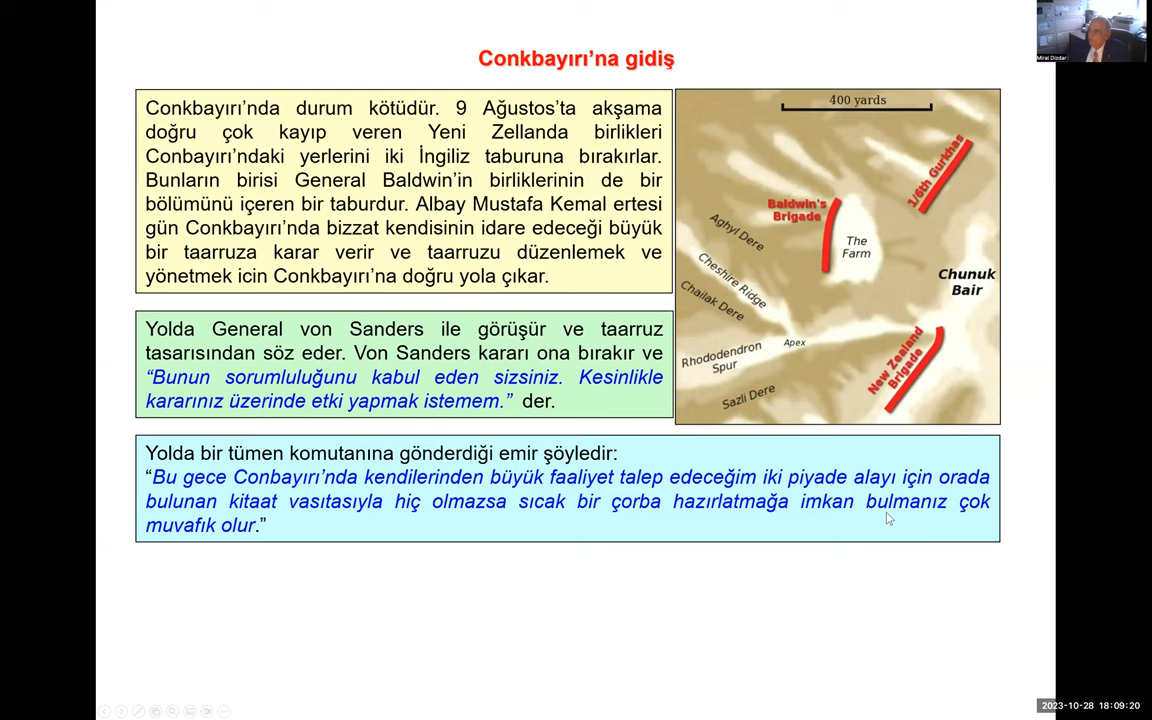 Conkbayırı’na gidiş
Conkbayırı’nda durum kötüdür. 9 Ağustos’ta akşama
doğru çok kayıp veren Yeni Zellanda birlikleri
Conbayırı’ndaki yerlerini iki İngiliz taburuna bırakırlar.
Bunların birisi General Baldwin’in birliklerinin de bir
bölümünü içeren bir taburdur. Albay Mustafa Kemal ertesi
gün Conkbayırı’nda bizzat kendisinin idare edeceği büyük
bir taarruza karar verir ve taarruzu düzenlemek ve
yönetmek icin Conkbayırı’na doğru yola çıkar.
400 yards
1/6th Gurkhas
Baldwin's
Brigade
Aghyl Dere
The
Farm
Cheshire Ridge
Chunuk
Bair
Chailak Dere
Apex
Rhododendron
Spur
New Zealand
Brigade
Sazli Dere
Yolda General von Sanders ile görüşür ve taarruz
tasarısından söz eder. Von Sanders kararı ona bırakır ve
“Bunun sorumluluğunu kabul eden sizsiniz. Kesinlikle
kararınız üzerinde etki yapmak istemem.” der.
Yolda bir tümen komutanına gönderdiği emir şöyledir:
“Bu gece Conbayırı’nda kendilerinden büyük faaliyet talep edeceğim iki piyade alayı için orada
bulunan kitaat vasıtasıyla hiç olmazsa sıcak bir çorba hazırlatmağa imkan bulmanız çok
muvafık olur.”
Miral Dizdar
2023-10-28 18:09:20